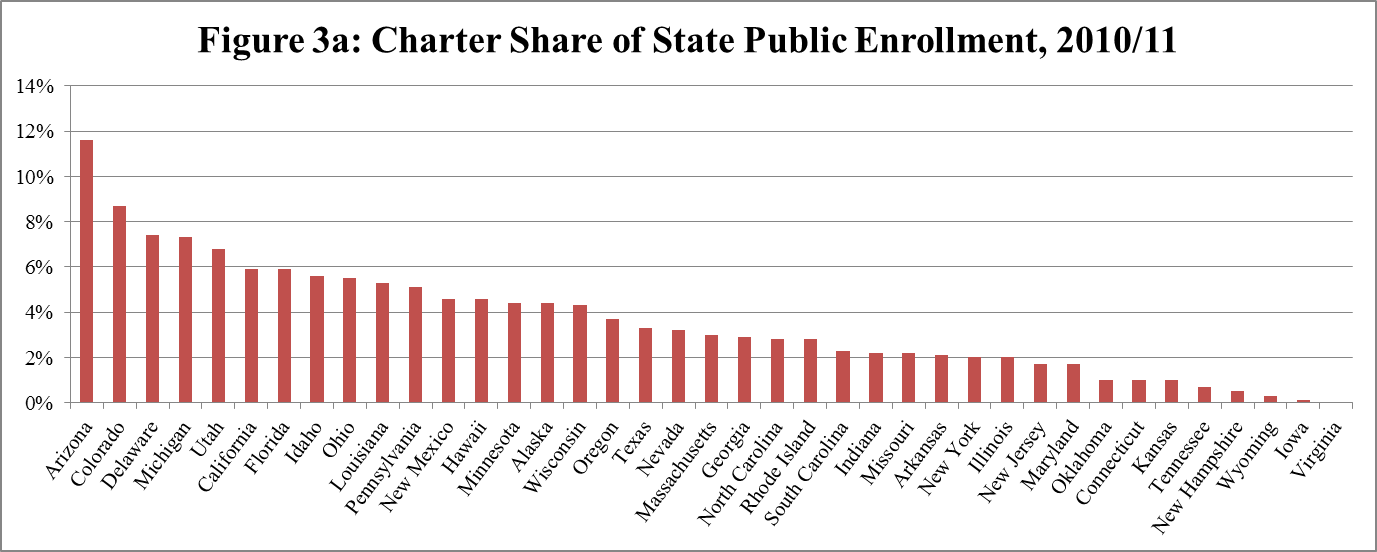 Figure 3a: Charter Share of State Public Enrollment, 2010/11
14%
12%
10%
8%
6%
4%
2%
0%
Arizona
Colorado
Delaware
Michigan
Utah
California
Florida
Idaho
Ohio
Louisiana
Pennsylvania
New Mexico
Hawaii
Minnesota
Alaska
Wisconsin
Oregon
Texas
Nevada
Massachusetts
Georgia
North Carolina
Rhode Island
South Carolina
Indiana
Missouri
Arkansas
New York
Illinois
New Jersey
Maryland
Oklahoma
Connecticut
Kansas
Tennessee
New Hampshire
Wyoming
Iowa
Virginia